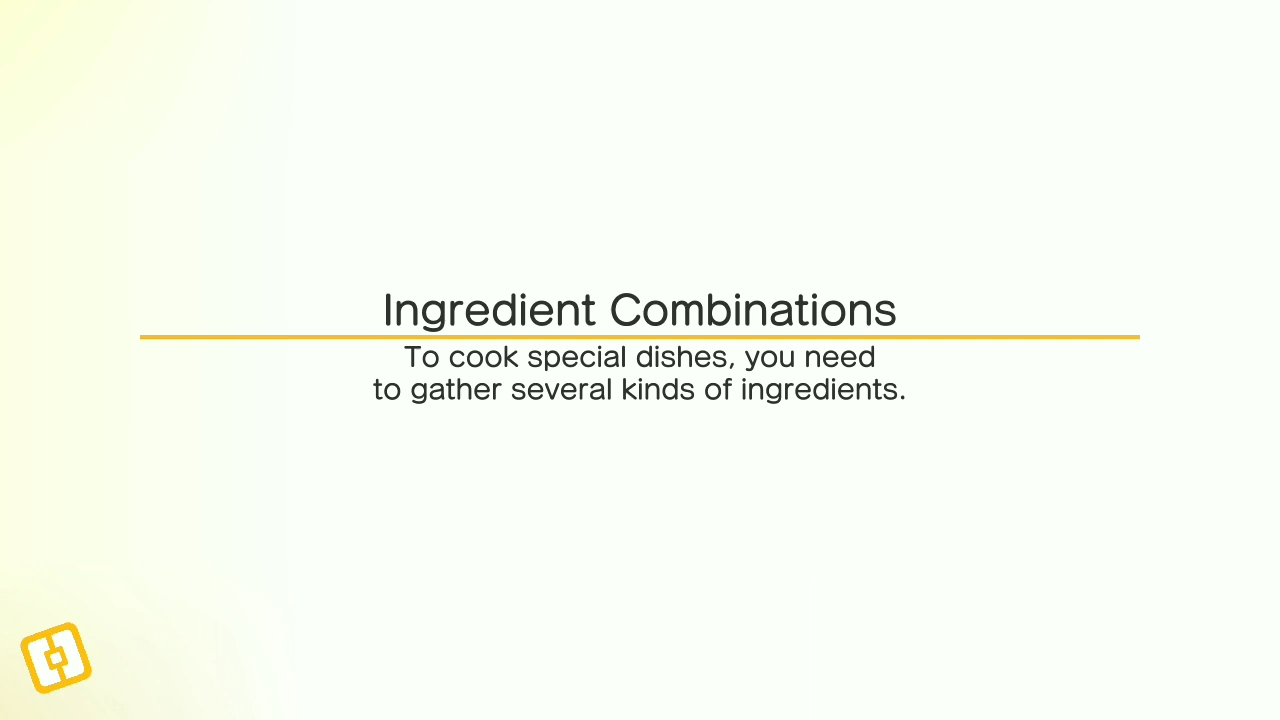 Ingredient Combinations
To cook special dishes, you need
to gather several kinds of ingredients.